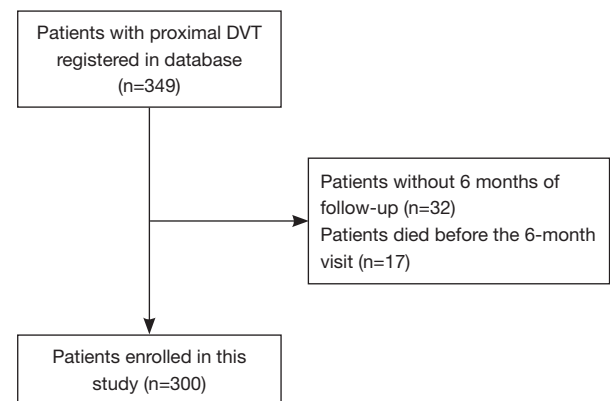 Patients with proximal DVT
registered in database
(n=349)
Patients without 6 months of
follow-up (n=32)
Patients died before the 6-month
visit (n=17)
Patients enrolled in this
study (n=300)